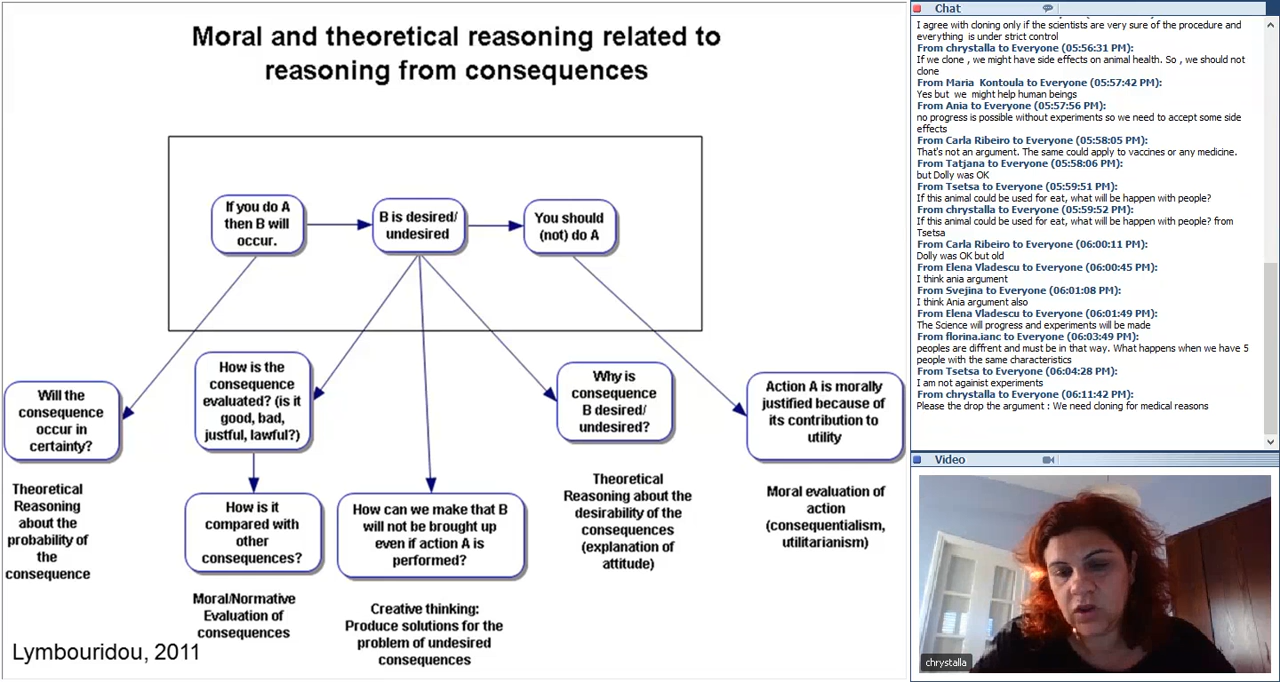 Moral and theoretical reasoning related to
reasoning from consequences
If you do A
then B will
occur.
B is desired/
undesired
You should
(not) do A
Will the
consequence
occur in
certainty?
How is the
consequence
evaluated? (is it
good, bad,
justful, lawful?)
Why is
consequence
B desired/
undesired?
Action A is morally
justified because of
its contribution to
utility
Theoretical
Reasoning
about the
probability of
the
consequence
How is it
compared with
other
consequences?
How can we make that B
will not be brought up
even if action A is
performed?
Theoretical
Reasoning about the
desirability of the
consequences
(explanation of
attitude)
Moral evaluation of
action
(consequentialism,
utilitarianism)
Moral/Normative
Evaluation of
consequences
Creative thinking:
Produce solutions for the
problem of undesired
consequences
Lymbouridou, 2011
Chat
I agree with cloning only if the scientists are very sure of the procedure and
everything is under strict control
From chrystalla to Everyone (05:56:31 PM):
If we clone , we might have side effects on animal health. So , we should not
clone
From Maria Kontoula to Everyone (05:57:42 PM):
Yes but we might help human beings
From Ania to Everyone (05:57:56 PM):
no progress is possible without experiments so we need to accept some side
effects
From Carla Ribeiro to Everyone (05:58:05 PM):
That's not an argument. The same could apply to vaccines or any medicine.
From Tatjana to Everyone (05:58:06 PM):
but Dolly was OK
From Tsetsa to Everyone (05:59:51 PM):
If this animal could be used for eat, what will be happen with people?
From chrystalla to Everyone (05:59:52 PM):
If this animal could be used for eat, what will be happen with people? from
Tsetsa
From Carla Ribeiro to Everyone (06:00:11 PM):
Dolly was OK but old
From Elena Vladescu to Everyone (06:00:45 PM):
I think ania argument
From Svejina to Everyone (06:01:08 PM):
I think Ania argument also
From Elena Vladescu to Everyone (06:01:49 PM):
The Science will progress and experiments will be made
From florina.ianc to Everyone (06:03:49 PM):
peoples are diffrent and must be in that way. What happens when we have 5
people with the same characteristics
From Tsetsa to Everyone (06:04:28 PM):
I am not againist experiments
From chrystalla to Everyone (06:11:42 PM):
Please the drop the argument : We need cloning for medical reasons
Video
chrystalla